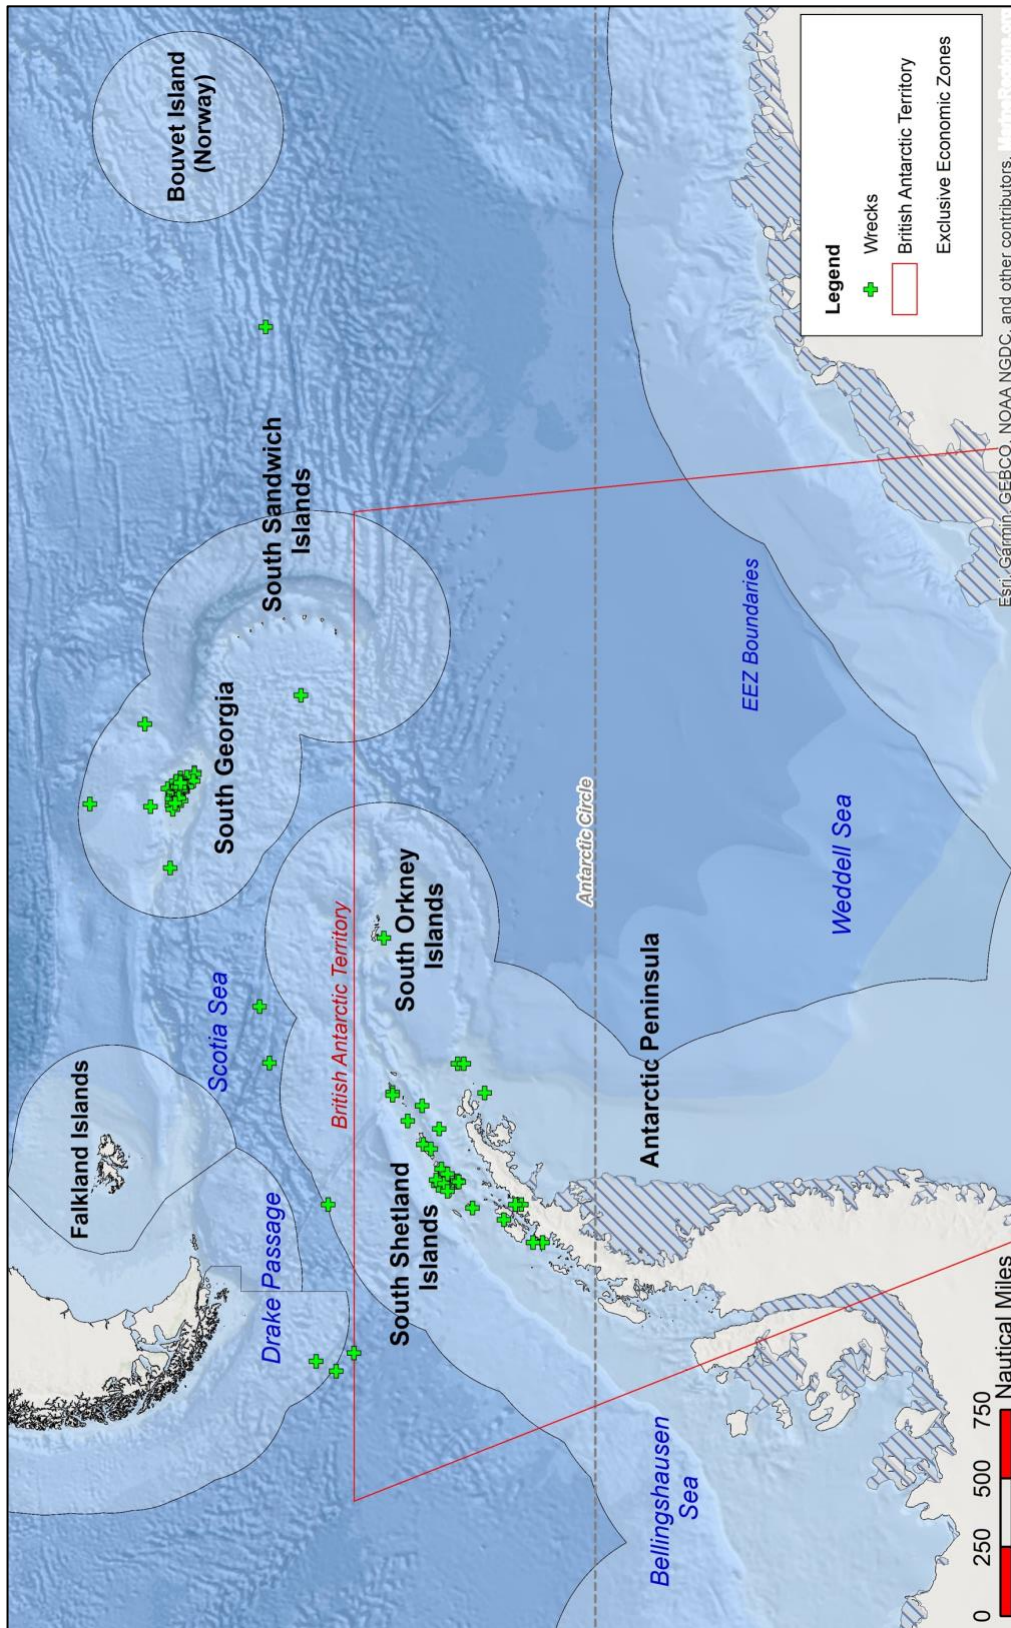 Bouvet Island
(Norway)
Falkland Islands
Scotia Sea
South Georgia
South Sandwich
Islands
Drake Passage
British Antarctic Territory
South Shetland
Islands
South Orkney
Islands
Antarctic Circle
Bellingshausen
Sea
Antarctic Peninsula
EEZ Boundaries
Weddell Sea
Legend
Wrecks
British Antarctic Territory
Exclusive Economic Zones
0 250 500 750
Nautical Miles
Esri, Garmin, GEBCO, NOAA NGDC, and other contributors, MarineRegions.org